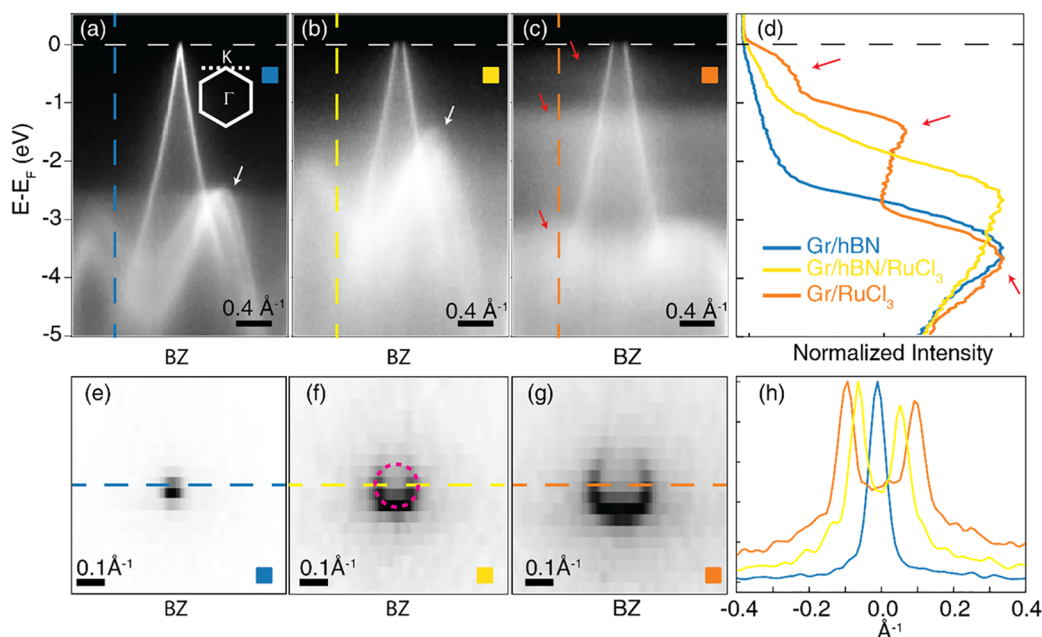 (a)
(b)
(c)
(d)
K
Γ
E-E_F (eV)
0
-1
-2
-3
-4
-5
0.4 Å⁻¹
0.4 Å⁻¹
0.4 Å⁻¹
Gr/hBN
Gr/hBN/RuCl₃
Gr/RuCl₃
BZ
BZ
BZ
Normalized Intensity
(e)
(f)
(g)
(h)
0.1Å⁻¹
0.1Å⁻¹
0.1Å⁻¹
BZ
BZ
BZ
-0.4
-0.2
0.0
0.2
0.4
Å⁻¹